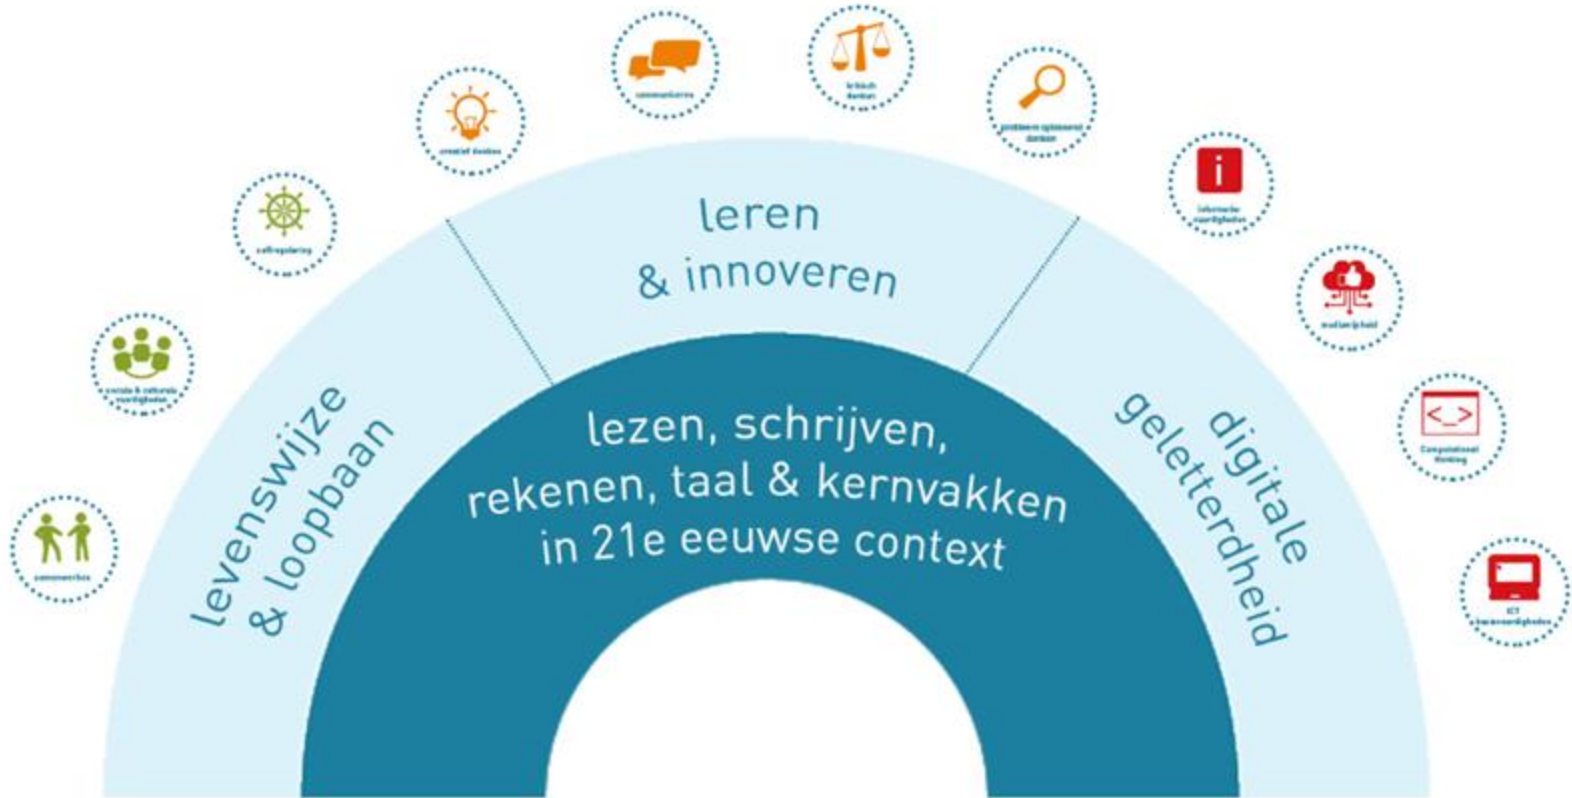 samenwerken
sociale & culturele
vaardigheden
zelfregulering
creatief denken
communiceren
kritisch
denken
probleem oplossend
denken
informatie-
vaardigheden
mediawijsheid
Computational
thinking
ICT
basisvaardigheden
levenswijze
& loopbaan
leren
& innoveren
digitale
geletterdheid
lezen, schrijven,
rekenen, taal & kernvakken
in 21e eeuwse context